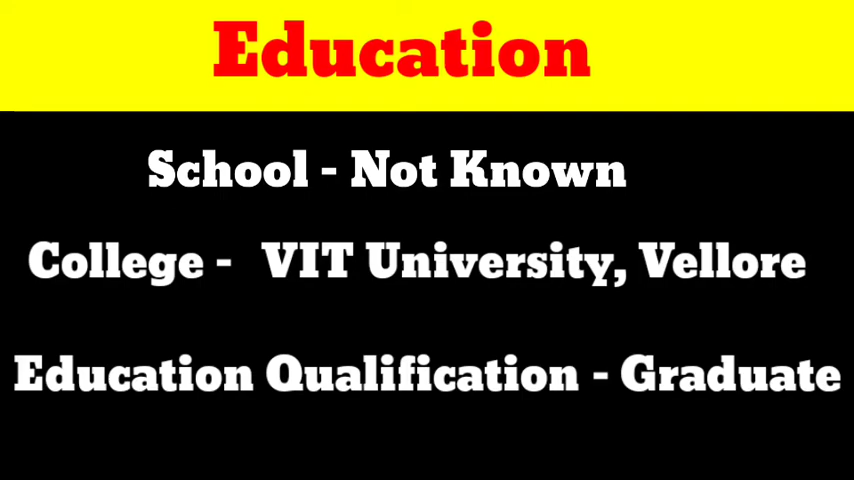 Education
School - Not Known
College - VIT University, Vellore
Education Qualification - Graduate